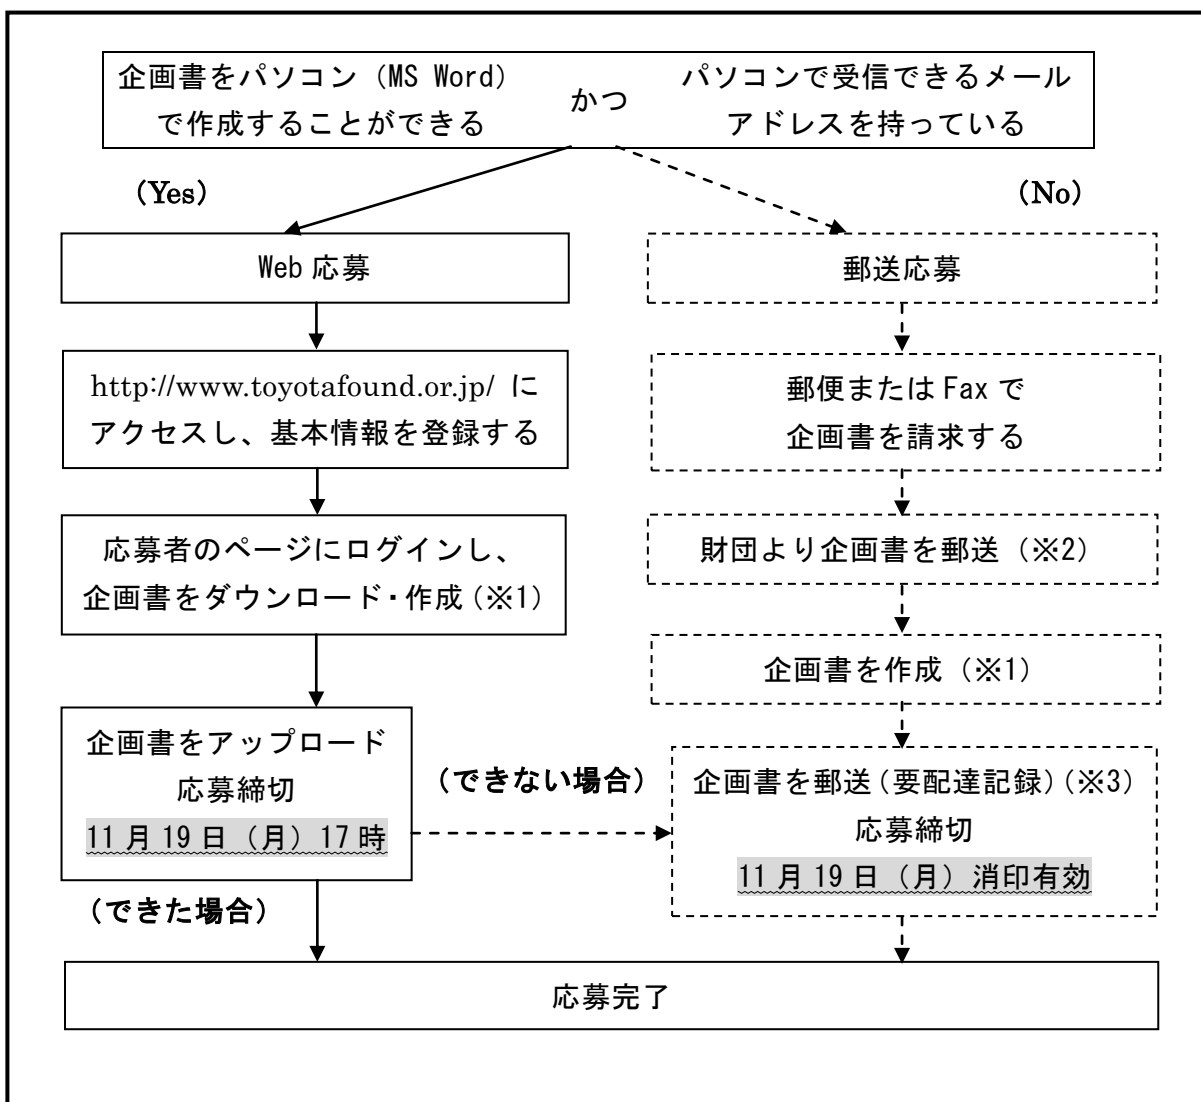 企画書をパソコン（MS Word）
で作成することができる
かつ
パソコンで受信できるメール
アドレスを持っている
（Yes）
（No）
Web 応募
郵送応募
http://www.toyotafound.or.jp/ に
アクセスし、基本情報を登録する
郵便または Fax で
企画書を請求する
応募者のページにログインし、
企画書をダウンロード・作成（※1）
財団より企画書を郵送（※2）
企画書を作成（※1）
企画書をアップロード
応募締切
11 月 19 日（月）17 時
（できない場合）
企画書を郵送（要配達記録）（※3）
応募締切
11 月 19 日（月）消印有効
（できた場合）
応募完了